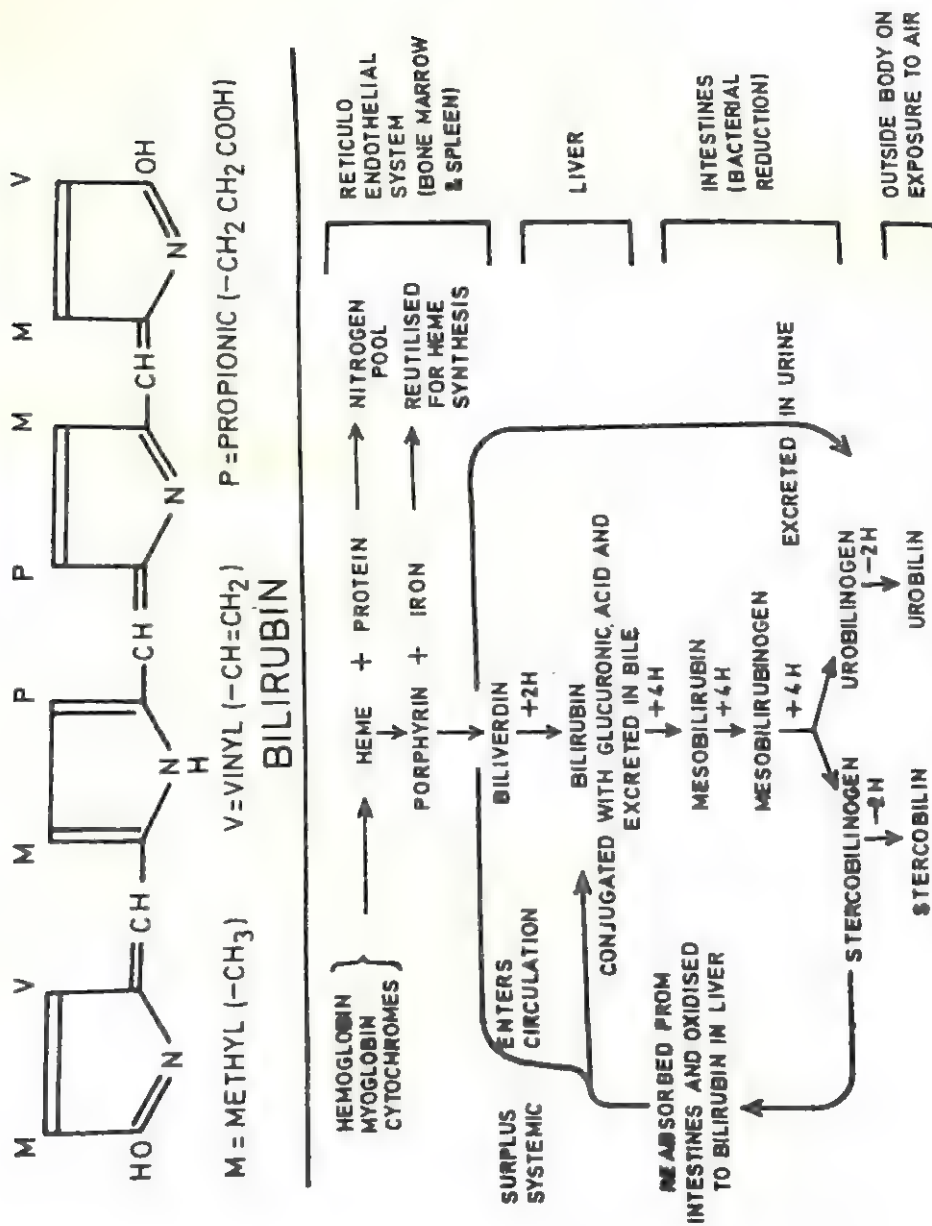 M V M P P M M V
HO N CH N H CH N CH N OH
M=METHYL (-CH3) V=VINYL (-CH=CH2) P=PROPIONIC (-CH2 CH2 COOH)
BILIRUBIN
HEMOGLOBIN
MYOGLOBIN
CYTOCHROMES
HEME + PROTEIN
NITROGEN
POOL
PORPHYRIN + IRON
REUTILISED
FOR HEME
SYNTHESIS
RETICULO
ENDOTHELIAL
SYSTEM
(BONE MARROW
& SPLEEN)
SURPLUS ENTERS
SYSTEMIC CIRCULATION
BILIVERDIN
+2H
BILIRUBIN
CONJUGATED WITH GLUCURONIC ACID AND
EXCRETED IN BILE
LIVER
+4H
MESOBILIRUBIN
+4H
MESOBILIRUBINOGEN
+4H
INTESTINES
(BACTERIAL
REDUCTION)
REABSORBED FROM
INTESTINES AND OXIDISED
TO BILIRUBIN IN LIVER
EXCRETED IN URINE
STERCOBILINOGEN UROBILINOGEN
-2H -2H
STERCOBILIN UROBILIN
OUTSIDE BODY ON
EXPOSURE TO AIR